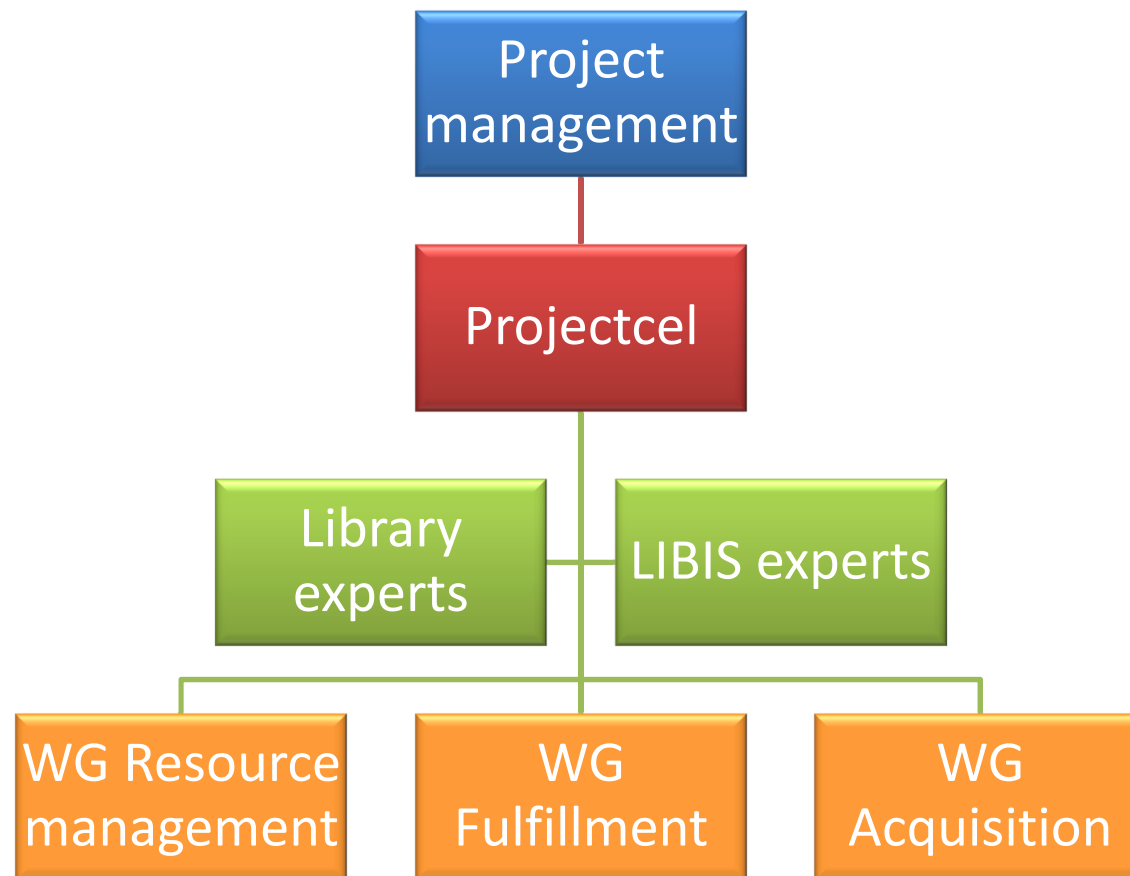 Project
management
Projectcel
Library
experts
LIBIS experts
WG Resource
management
WG
Fulfillment
WG
Acquisition